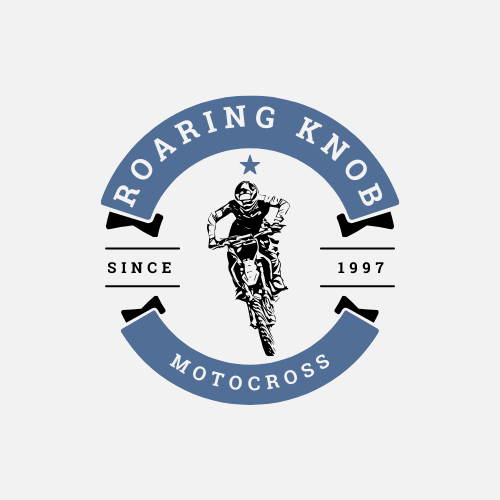 ROARING KNOB
SINCE
1997
MOTOCROSS